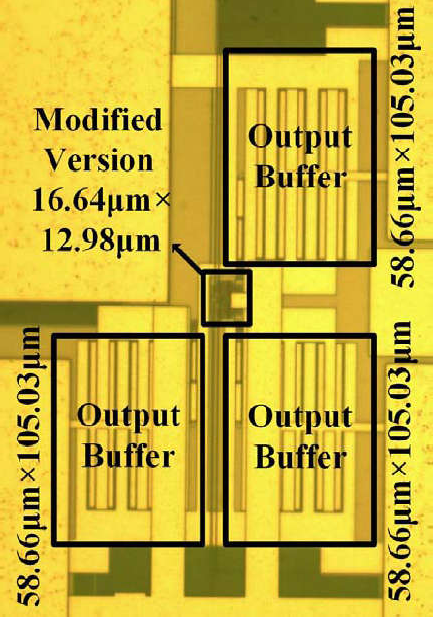 Modified
Version
16.64μm×
12.98μm
Output
Buffer
58.66μm×105.03μm
58.66μm×105.03μm
Output
Buffer
Output
Buffer
58.66μm×105.03μm